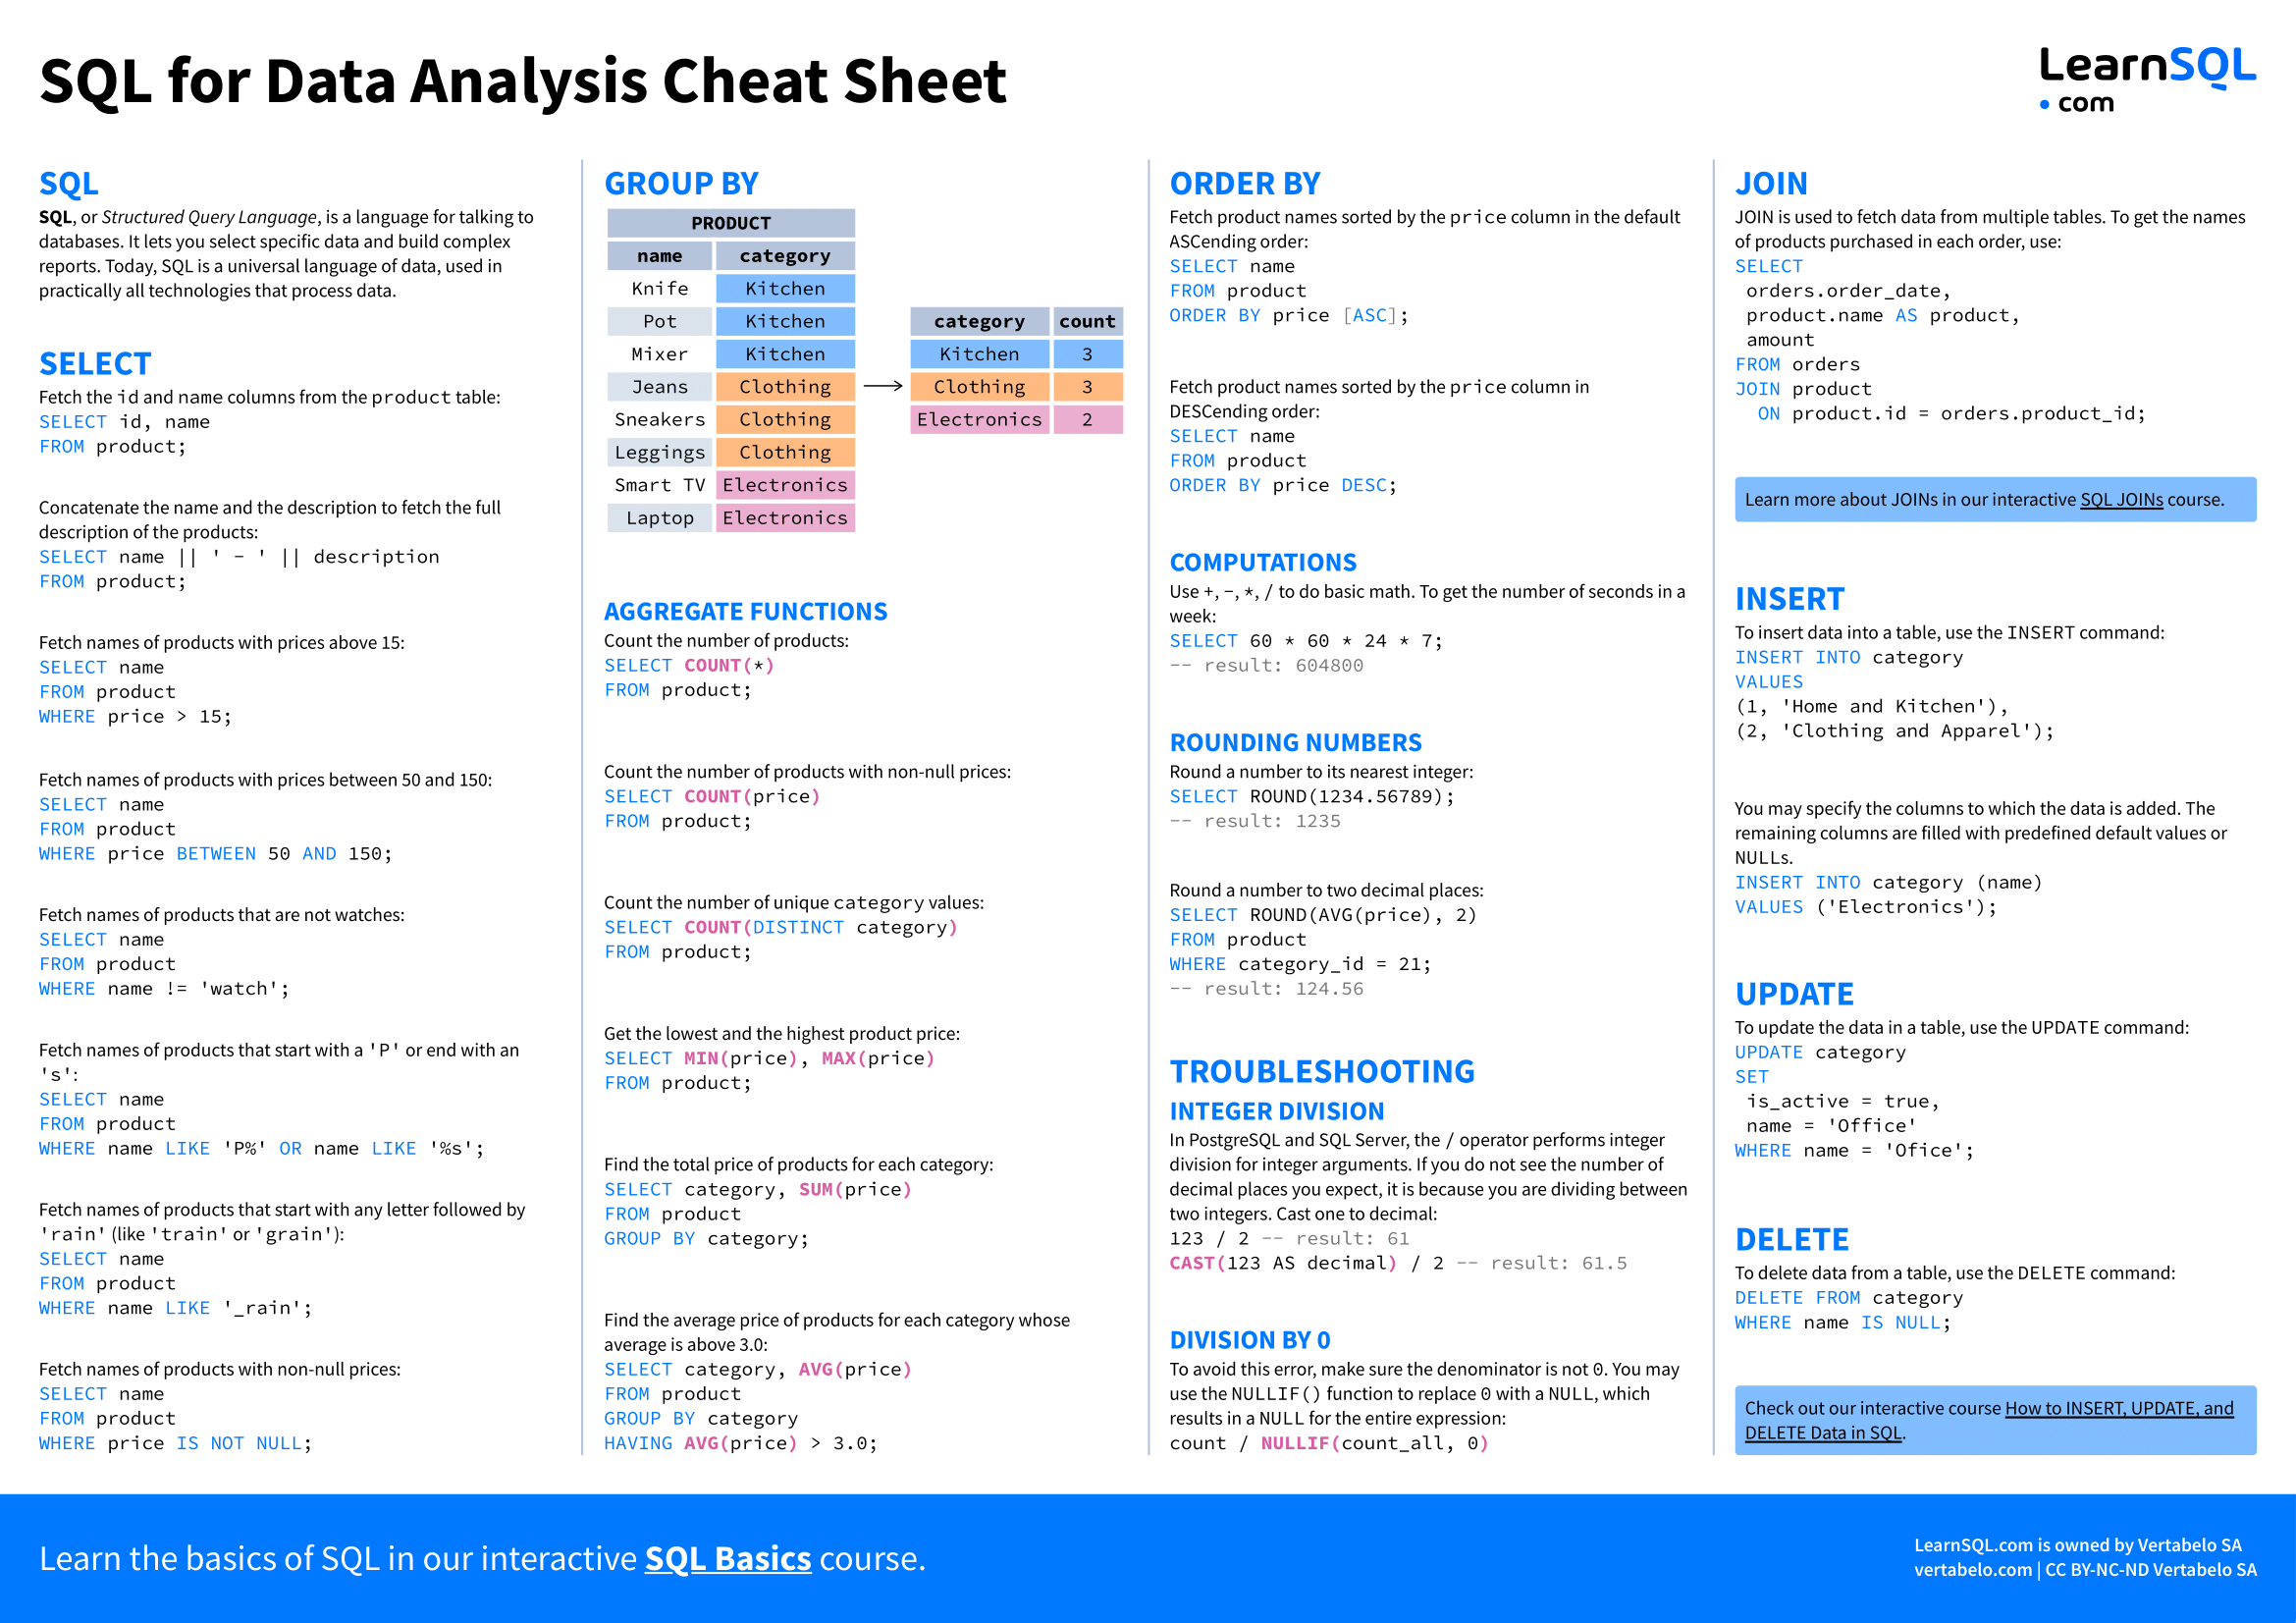 SQL for Data Analysis Cheat Sheet
LearnSQL
• com
SQL
SQL, or Structured Query Language, is a language for talking to
databases. It lets you select specific data and build complex
reports. Today, SQL is a universal language of data, used in
practically all technologies that process data.
SELECT
Fetch the id and name columns from the product table:
SELECT id, name
FROM product;
Concatenate the name and the description to fetch the full
description of the products:
SELECT name || ' - ' || description
FROM product;
Fetch names of products with prices above 15:
SELECT name
FROM product
WHERE price > 15;
Fetch names of products with prices between 50 and 150:
SELECT name
FROM product
WHERE price BETWEEN 50 AND 150;
Fetch names of products that are not watches:
SELECT name
FROM product
WHERE name != 'watch';
Fetch names of products that start with a 'P' or end with an
's':
SELECT name
FROM product
WHERE name LIKE 'P%' OR name LIKE '%s';
Fetch names of products that start with any letter followed by
'rain' (like 'train' or 'grain'):
SELECT name
FROM product
WHERE name LIKE '_rain';
Fetch names of products with non-null prices:
SELECT name
FROM product
WHERE price IS NOT NULL;
GROUP BY
PRODUCT
name category
Knife Kitchen
Pot Kitchen
Mixer Kitchen
Jeans Clothing
Sneakers Clothing
Leggings Clothing
Smart TV Electronics
Laptop Electronics
category count
Kitchen 3
Clothing 3
Electronics 2
AGGREGATE FUNCTIONS
Count the number of products:
SELECT COUNT(*)
FROM product;
Count the number of products with non-null prices:
SELECT COUNT(price)
FROM product;
Count the number of unique category values:
SELECT COUNT(DISTINCT category)
FROM product;
Get the lowest and the highest product price:
SELECT MIN(price), MAX(price)
FROM product;
Find the total price of products for each category:
SELECT category, SUM(price)
FROM product
GROUP BY category;
Find the average price of products for each category whose
average is above 3.0:
SELECT category, AVG(price)
FROM product
GROUP BY category
HAVING AVG(price) > 3.0;
ORDER BY
Fetch product names sorted by the price column in the default
ASCending order:
SELECT name
FROM product
ORDER BY price [ASC];
Fetch product names sorted by the price column in
DESCending order:
SELECT name
FROM product
ORDER BY price DESC;
COMPUTATIONS
Use +, -, *, / to do basic math. To get the number of seconds in a
week:
SELECT 60 * 60 * 24 * 7;
-- result: 604800
ROUNDING NUMBERS
Round a number to its nearest integer:
SELECT ROUND(1234.56789);
-- result: 1235
Round a number to two decimal places:
SELECT ROUND(AVG(price), 2)
FROM product
WHERE category_id = 21;
-- result: 124.56
TROUBLESHOOTING
INTEGER DIVISION
In PostgreSQL and SQL Server, the / operator performs integer
division for integer arguments. If you do not see the number of
decimal places you expect, it is because you are dividing between
two integers. Cast one to decimal:
123 / 2 -- result: 61
CAST(123 AS decimal) / 2 -- result: 61.5
DIVISION BY 0
To avoid this error, make sure the denominator is not 0. You may
use the NULLIF() function to replace 0 with a NULL, which
results in a NULL for the entire expression:
count / NULLIF(count_all, 0)
JOIN
JOIN is used to fetch data from multiple tables. To get the names
of products purchased in each order, use:
SELECT
orders.order_date,
product.name AS product,
amount
FROM orders
JOIN product
ON product.id = orders.product_id;
Learn more about JOINs in our interactive SQL JOINs course.
INSERT
To insert data into a table, use the INSERT command:
INSERT INTO category
VALUES
(1, 'Home and Kitchen'),
(2, 'Clothing and Apparel');
You may specify the columns to which the data is added. The
remaining columns are filled with predefined default values or
NULLs.
INSERT INTO category (name)
VALUES ('Electronics');
UPDATE
To update the data in a table, use the UPDATE command:
UPDATE category
SET
is_active = true,
name = 'Office'
WHERE name = 'Ofice';
DELETE
To delete data from a table, use the DELETE command:
DELETE FROM category
WHERE name IS NULL;
Check out our interactive course How to INSERT, UPDATE, and
DELETE Data in SQL.
Learn the basics of SQL in our interactive SQL Basics course.
LearnSQL.com is owned by Vertabelo SA
vertabelo.com | CC BY-NC-ND Vertabelo SA